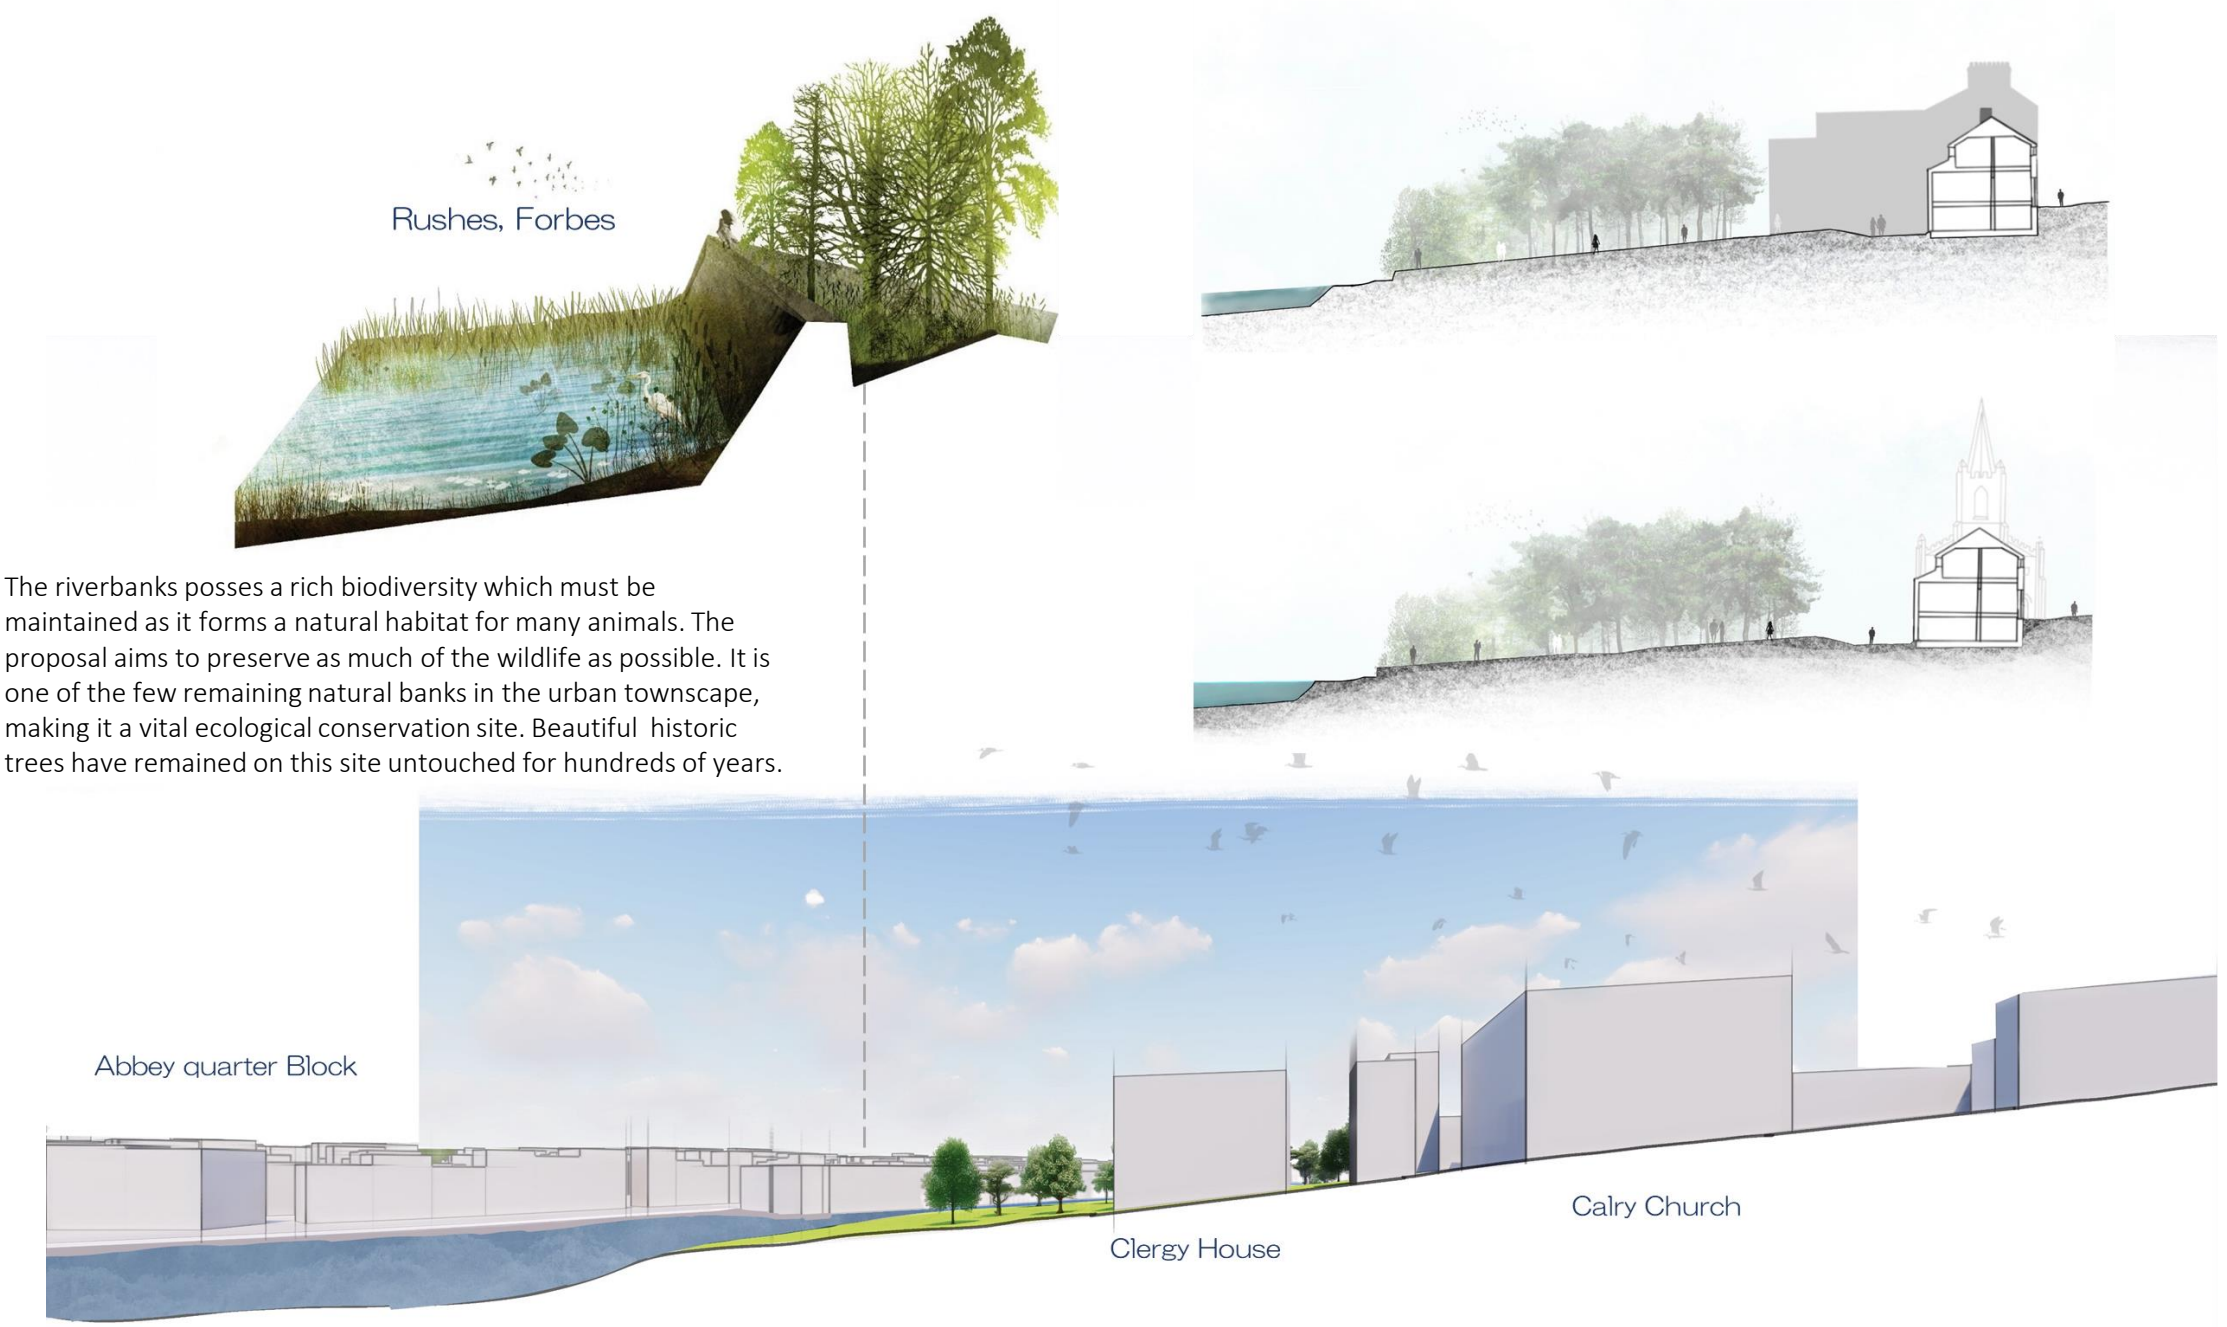 Rushes, Forbes
The riverbanks posses a rich biodiversity which must be
maintained as it forms a natural habitat for many animals. The
proposal aims to preserve as much of the wildlife as possible. It is
one of the few remaining natural banks in the urban townscape,
making it a vital ecological conservation site. Beautiful  historic
trees have remained on this site untouched for hundreds of years.
Abbey quarter Block
Calry Church
Clergy House